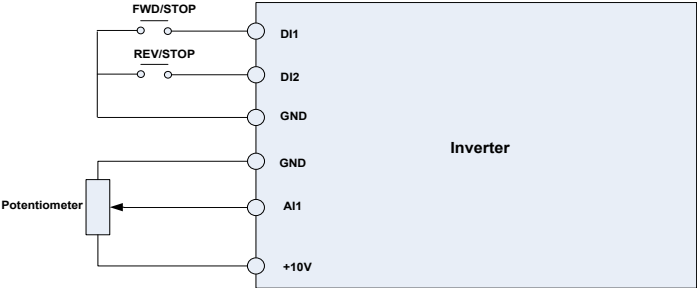 FWD/STOP
DI1
REV/STOP
DI2
GND
Inverter
GND
Potentiometer
AI1
+10V